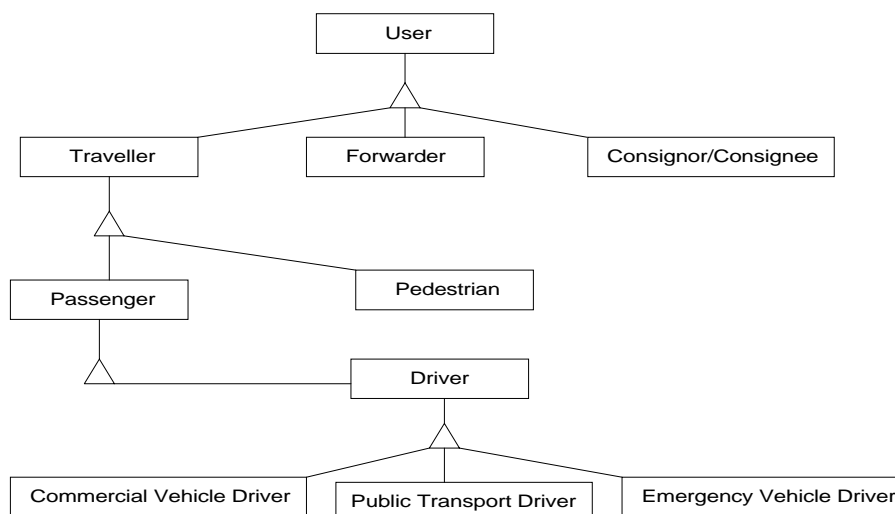 User
Traveller
Forwarder
Consignor/Consignee
Passenger
Pedestrian
Driver
Commercial Vehicle Driver
Public Transport Driver
Emergency Vehicle Driver